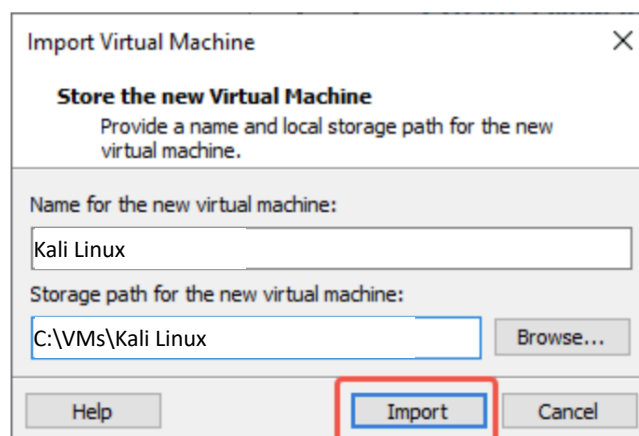 Import Virtual Machine
Store the new Virtual Machine
Provide a name and local storage path for the new
virtual machine.
Name for the new virtual machine:
Kali Linux
Storage path for the new virtual machine:
C:\VMs\Kali Linux
Browse...
Help
Import
Cancel